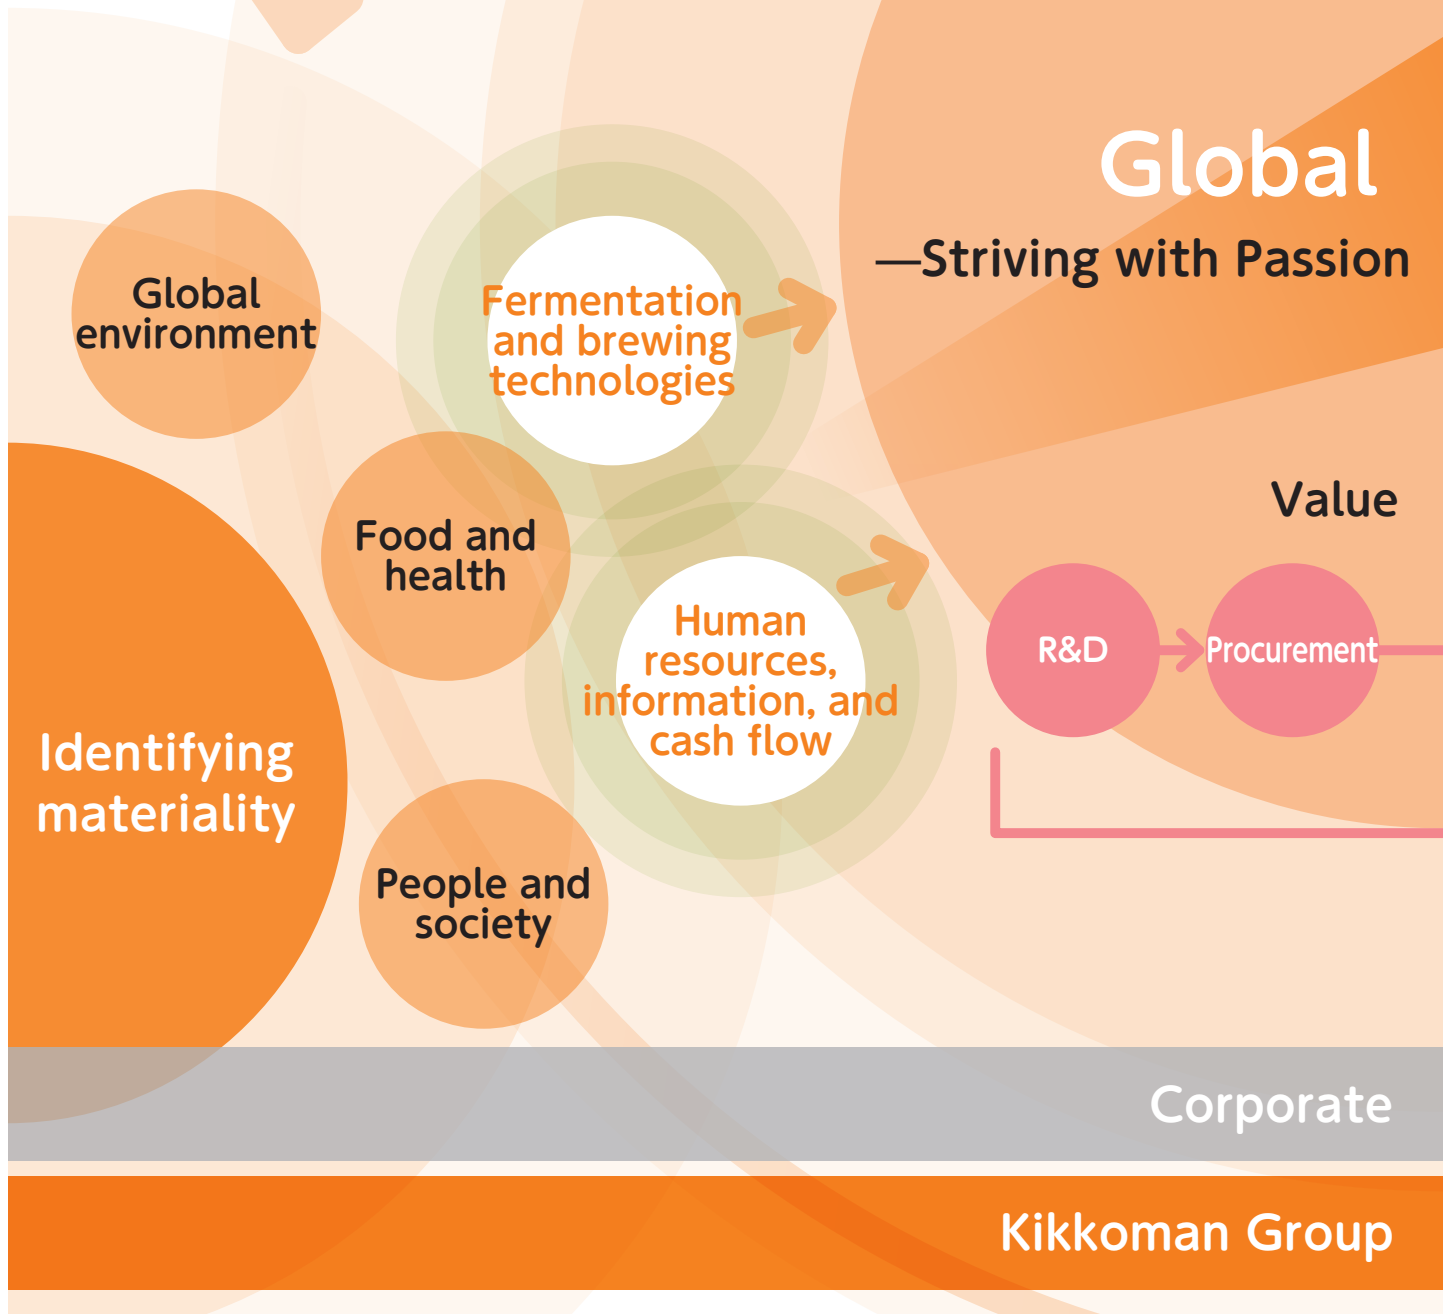 Global
—Striving with Passion
Global
environment
Fermentation
and brewing
technologies
Food and
health
Human
resources,
information, and
cash flow
Value
R&D
Procurement
Identifying
materiality
People and
society
Corporate
Kikkoman Group